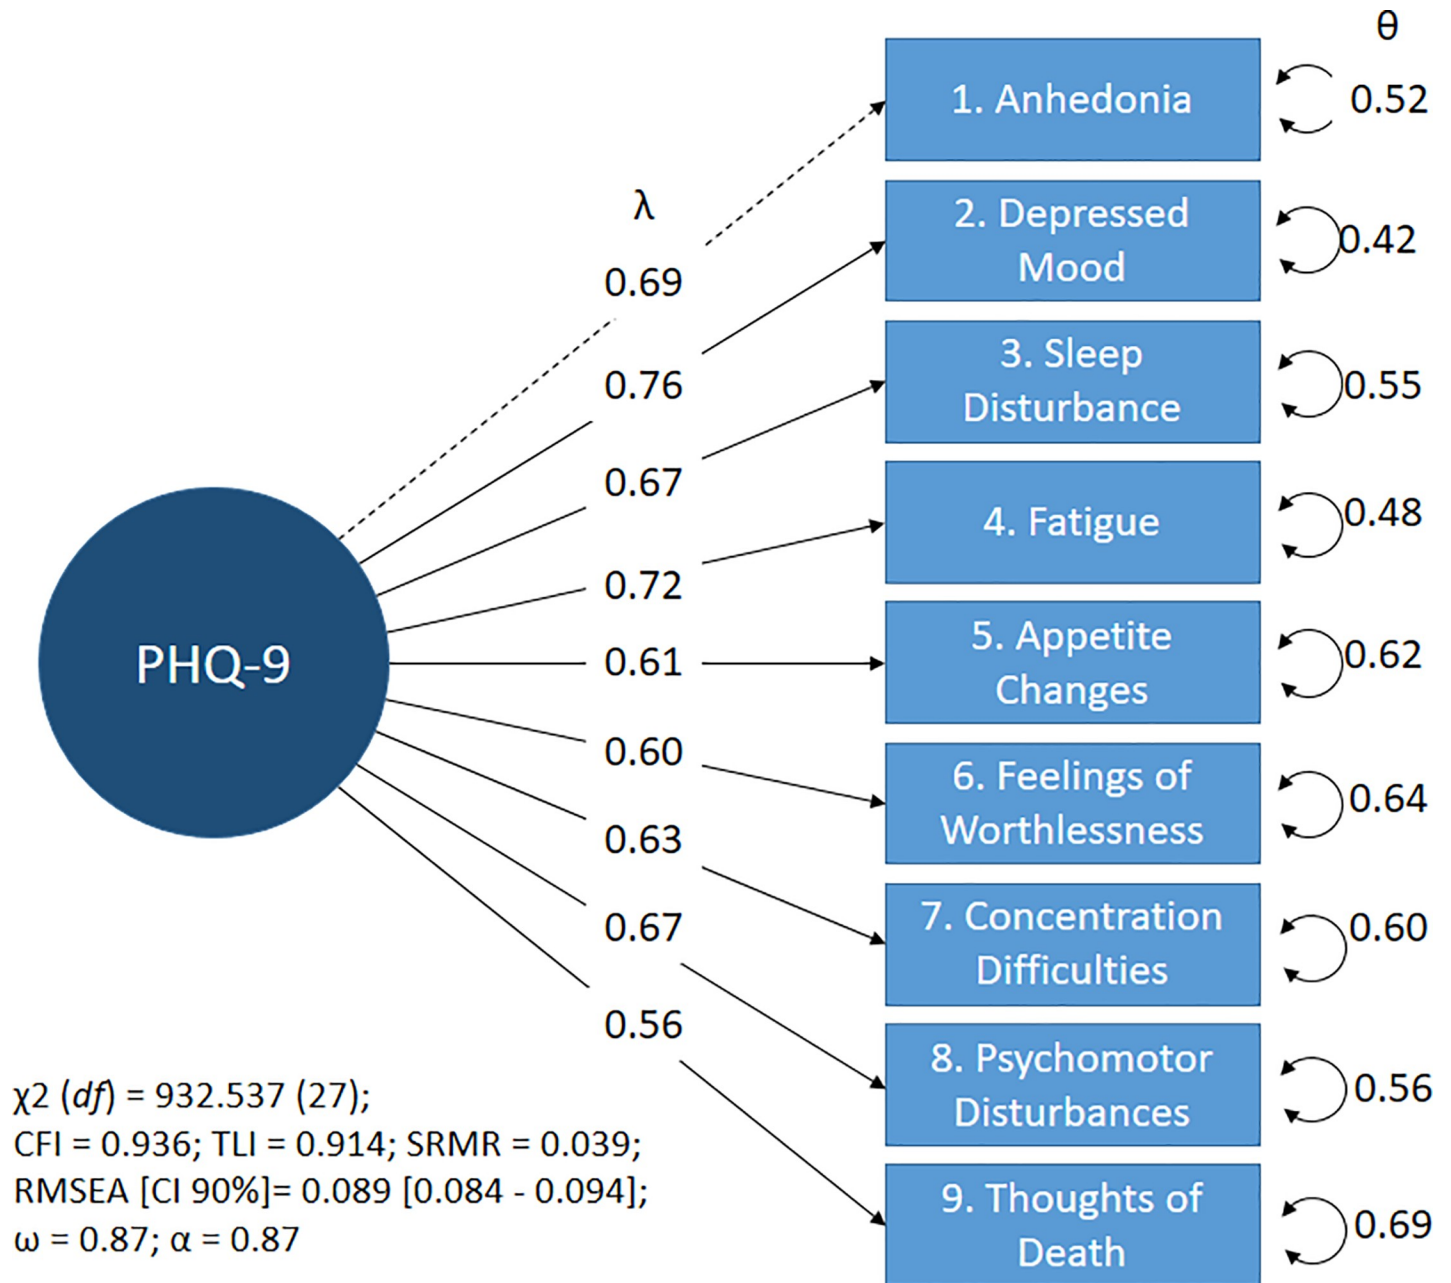 θ
1. Anhedonia
0.52
λ
2. Depressed
Mood
0.42
0.69
3. Sleep
Disturbance
0.55
0.76
0.67
4. Fatigue
0.48
0.72
PHQ-9
0.61
5. Appetite
Changes
0.62
0.60
6. Feelings of
Worthlessness
0.64
0.63
7. Concentration
Difficulties
0.60
0.67
8. Psychomotor
Disturbances
0.56
0.56
9. Thoughts of
Death
0.69
χ2 (df) = 932.537 (27);
CFI = 0.936; TLI = 0.914; SRMR = 0.039;
RMSEA [CI 90%]= 0.089 [0.084 - 0.094];
ω = 0.87; α = 0.87